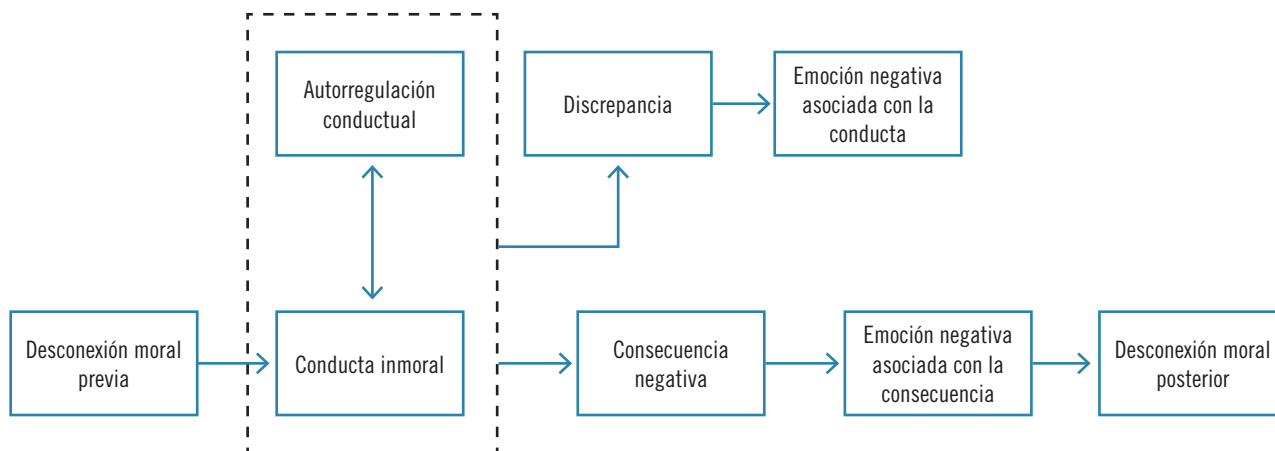 Autorregulación
conductual
Discrepancia
Emoción negativa
asociada con la
conducta
Desconexión moral
previa
Conducta inmoral
Consecuencia
negativa
Emoción negativa
asociada con la
consecuencia
Desconexión moral
posterior